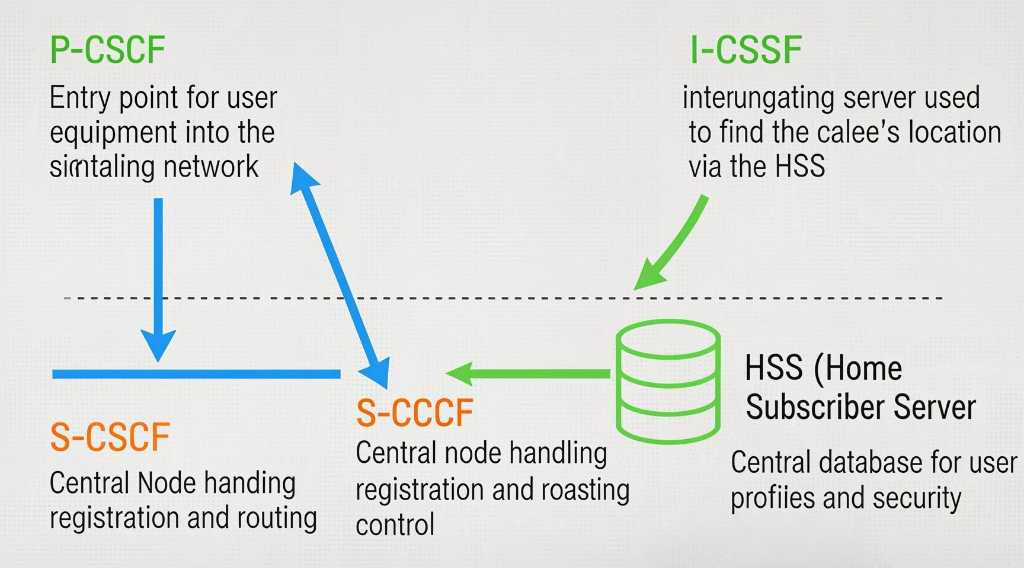 P-CSCF
Entry point for user
equipment into the
simtaling network
I-CSSF
interungating server used
to find the calee's location
via the HSS
S-CSCF
Central Node handing
registration and routing
S-CCCF
Central node handling
registration and roasting
control
HSS (Home
Subscriber Server
Central database for user
profiies and security